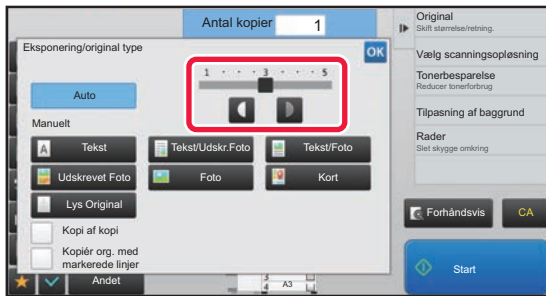 Antal kopier 1
Original
Skift størrelse/retning.
Vælg scanningsopløsning
Tonerbesparelse
Reducer tonerforbrug
Tilpasning af baggrund
Rader
Slet skygge omkring
Forhåndsvis
CA
Start
Eksponering/original type
OK
1 3 5
Auto
Manuelt
A Tekst
Tekst/Udskr.Foto
Tekst/Foto
Udskrevet Foto
Foto
Kort
Lys Original
Kopi af kopi
Kopiér org. med
markerede linjer
Andet
3
4 A3